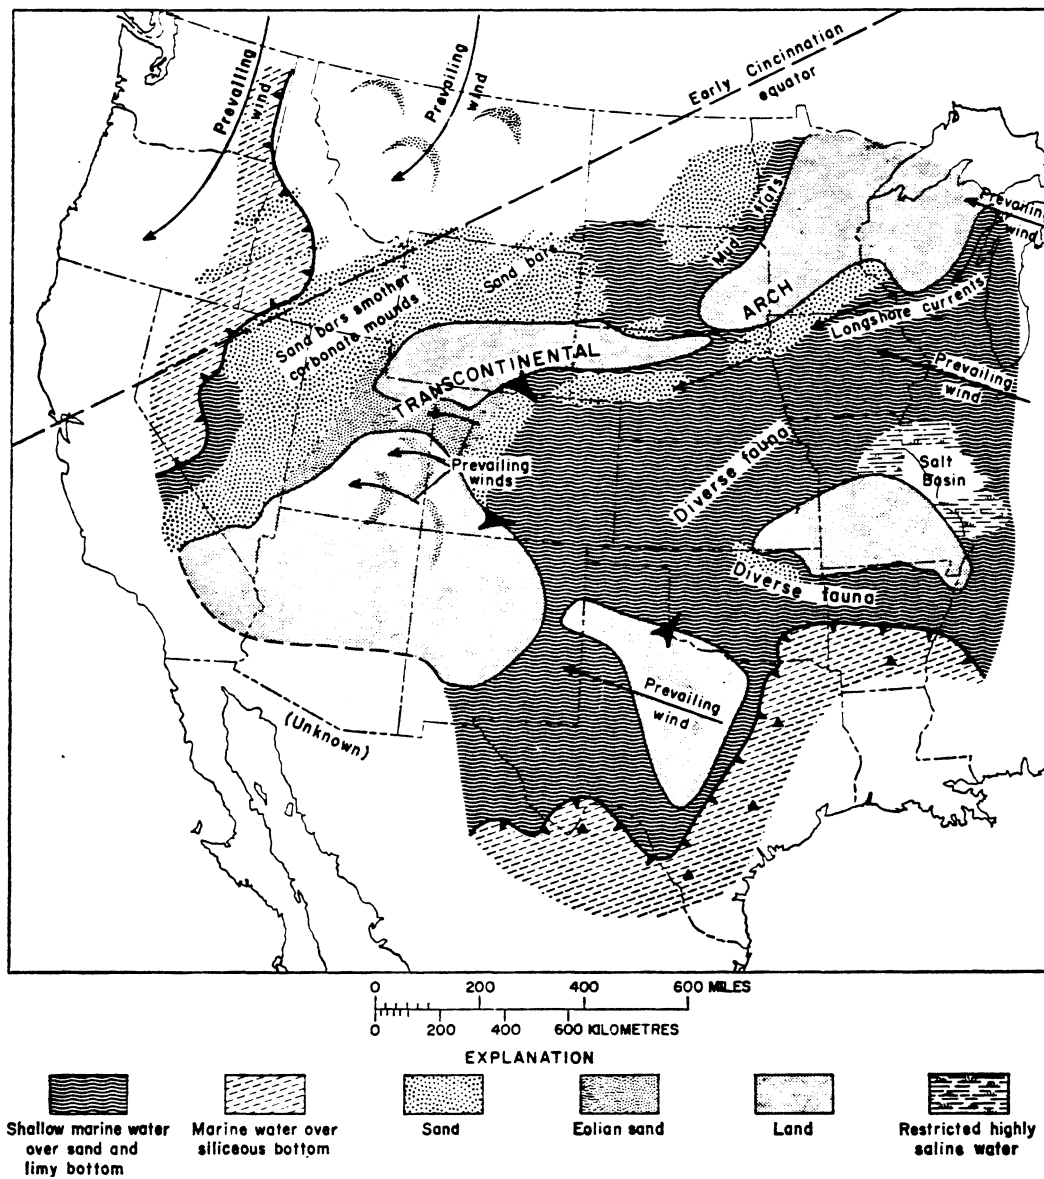 Prevailing
wind
Prevailing
wind
Early Cincinnation
equator
Prevailing
wind
Mud flats
Sand bars
ARCH
Longshore currents
Sand bars smother
carbonate mounds
TRANSCONTINENTAL
Prevailing
wind
Prevailing
winds
Diverse fauna
Salt
Basin
Diverse fauna
Prevailing
wind
(Unknown)
0 200 400 600 MILES
0 200 400 600 KILOMETRES
EXPLANATION
Shallow marine water
over sand and
limy bottom
Marine water over
siliceous bottom
Sand
Eolian sand
Land
Restricted highly
saline water